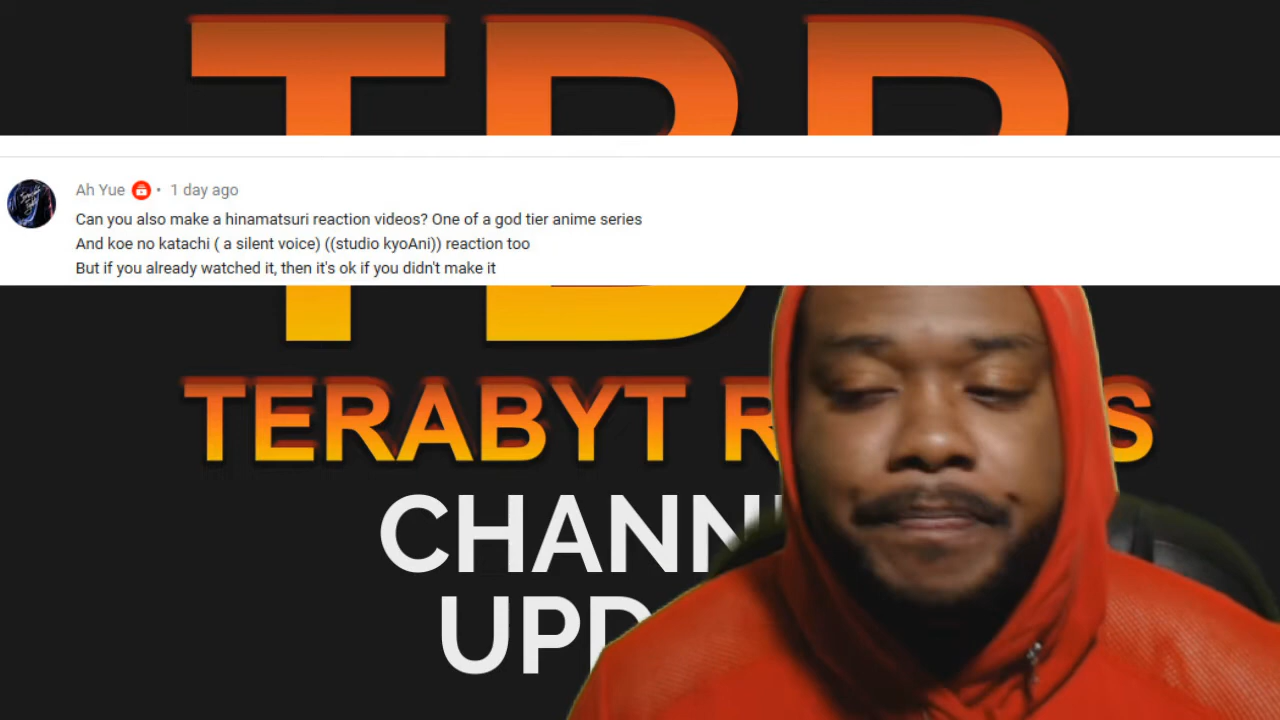 TBR
Ah Yue • 1 day ago
Can you also make a hinamatsuri reaction videos? One of a god tier anime series
And koe no katachi ( a silent voice) ((studio kyoAni)) reaction too
But if you already watched it, then it's ok if you didn't make it
TERABYT